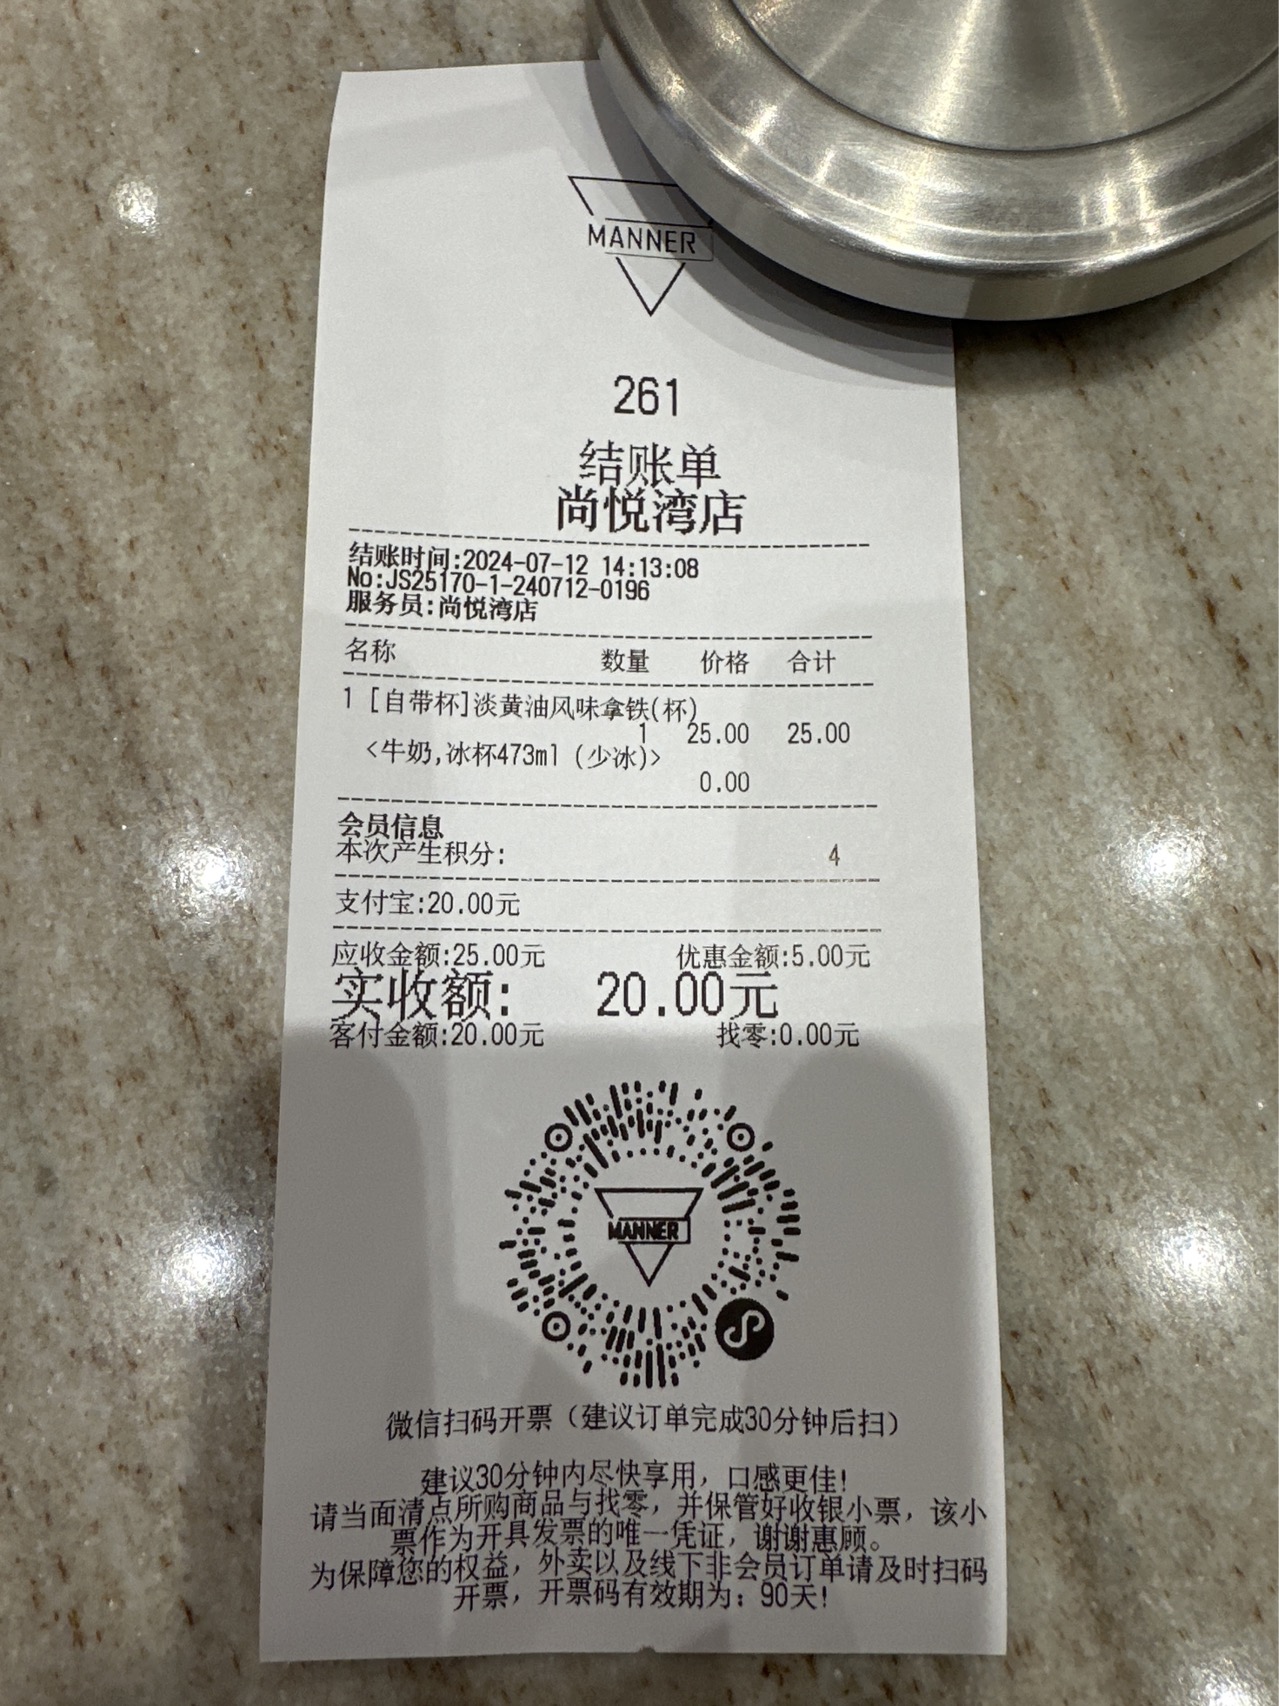 MANNER
261
结账单
尚悦湾店
结账时间:2024-07-12 14:13:08
No:JS25170-1-240712-0196
服务员:尚悦湾店
名称 数量 价格 合计
1 [自带杯]淡黄油风味拿铁(杯)
1 25.00 25.00
<牛奶,冰杯473ml (少冰)>
0.00
会员信息
本次产生积分: 4
支付宝:20.00元
应收金额:25.00元 优惠金额:5.00元
实收额: 20.00元
客付金额:20.00元 找零:0.00元
MANNER
微信扫码开票（建议订单完成30分钟后扫）
建议30分钟内尽快享用，口感更佳!
请当面清点所购商品与找零，并保管好收银小票，该小
票作为开具发票的唯一凭证，谢谢惠顾。
为保障您的权益，外卖以及线下非会员订单请及时扫码
开票，开票码有效期为：90天!